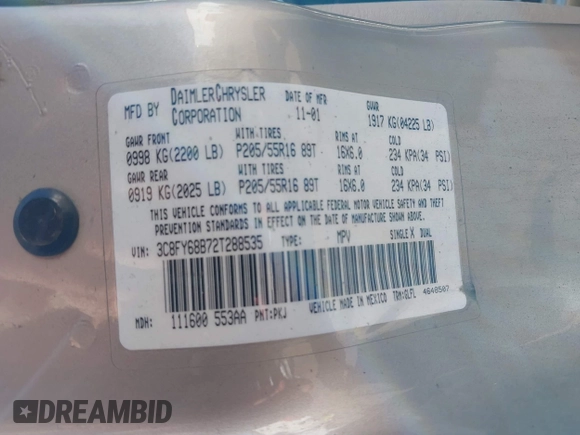 MFD BY DAIMLERCHRYSLER CORPORATION DATE OF MFR 11-01 GVWR 1917 KG(04225 LB)
GAWR FRONT WITH TIRES RIMS AT COLD
0998 KG(2200 LB) P205/55R16 89T 16X6.0 234 KPA(34 PSI)
GAWR REAR WITH TIRES RIMS AT COLD
0919 KG(2025 LB) P205/55R16 89T 16X6.0 234 KPA(34 PSI)
THIS VEHICLE CONFORMS TO ALL APPLICABLE FEDERAL MOTOR VEHICLE SAFETY AND THEFT
PREVENTION STANDARDS IN EFFECT ON THE DATE OF MANUFACTURE SHOWN ABOVE.
VIN: 3C8FY68B72T288535 TYPE: MPV SINGLE X DUAL
MDH: 111600 553AA PNT:PKJ VEHICLE MADE IN MEXICO TRM:GLFL 4648507
DREAMBID